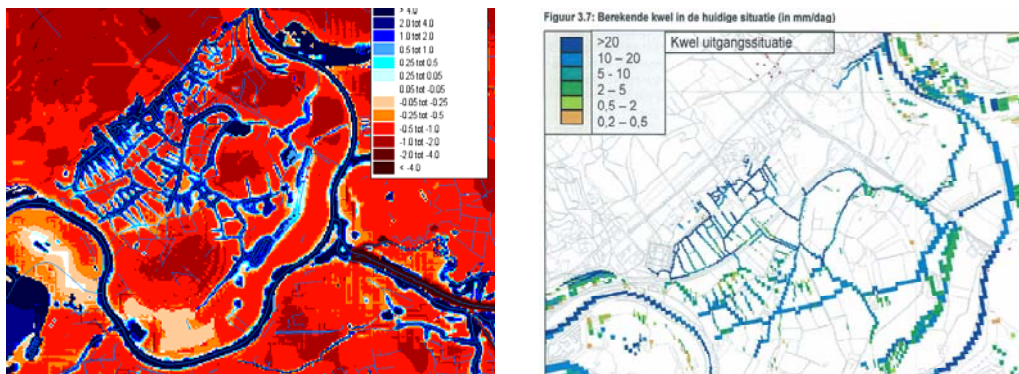 > 4.0
2.0 tot 4.0
1.0 tot 2.0
0.5 tot 1.0
0.25 tot 0.5
0.25 tot 0.05
0.05 tot -0.05
-0.05 tot -0.25
-0.25 tot -0.5
-0.5 tot -1.0
-1.0 tot -2.0
-2.0 tot -4.0
< -4.0
Figuur 3.7: Berekende kwel in de huidige situatie (in mm/dag)
Kwel uitgangssituatie
>20
10 – 20
5 - 10
2 – 5
0,5 – 2
0,2 – 0,5